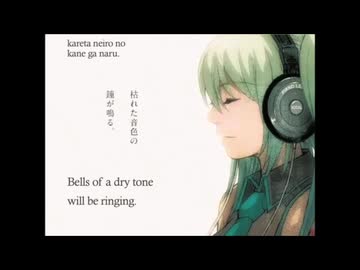 kareta neiro no
kane ga naru.
枯れた音色の
鐘が鳴る。
Bells of a dry tone
will be ringing.